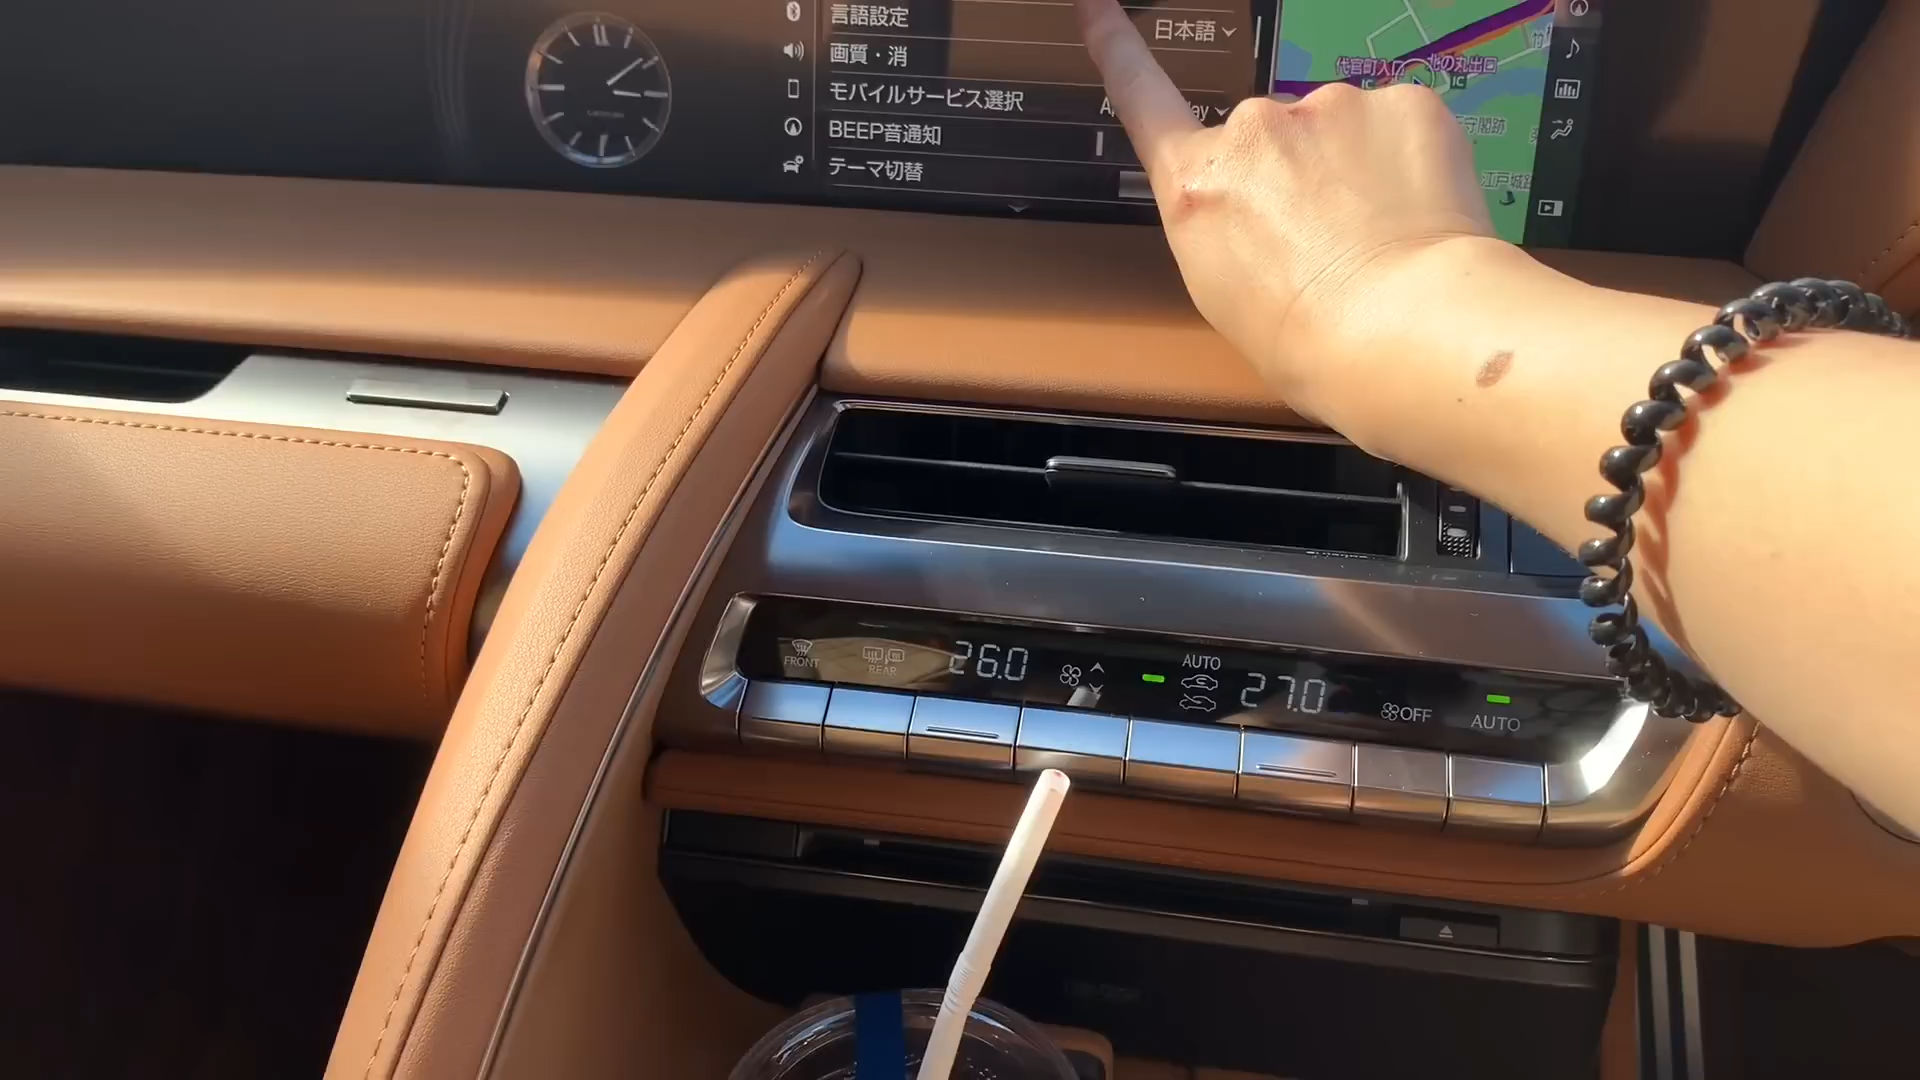 言語設定
日本語
画質・消
モバイルサービス選択
BEEP音通知
テーマ切替
代官町入口
IC
北の丸出口
IC
FRONT
REAR
26.0
AUTO
27.0
OFF
AUTO